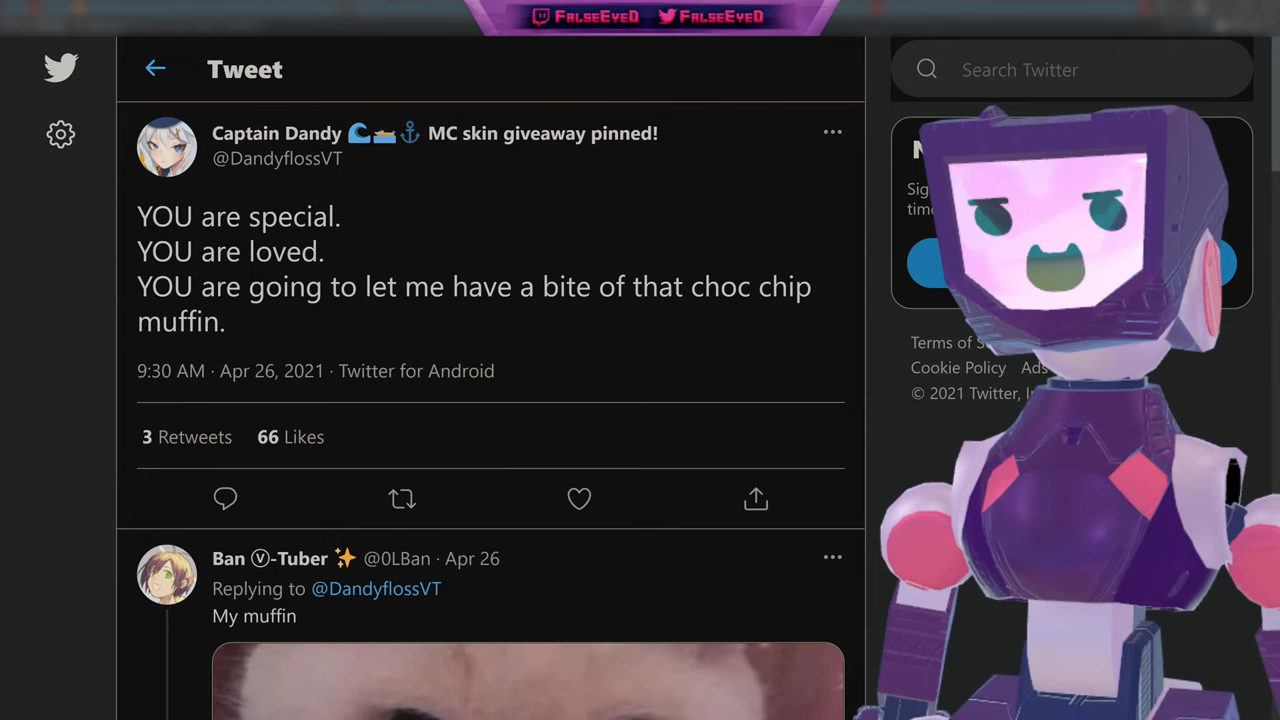 FalseEyeD FalseEyeD
Tweet
Search Twitter
Captain Dandy 🌊🚤⚓ MC skin giveaway pinned!
@DandyflossVT
YOU are special.
YOU are loved.
YOU are going to let me have a bite of that choc chip
muffin.
9:30 AM · Apr 26, 2021 · Twitter for Android
3 Retweets 66 Likes
Ban Ⓥ-Tuber ✨ @0LBan · Apr 26
Replying to @DandyflossVT
My muffin
Terms of
Cookie Policy Ads
© 2021 Twitter,